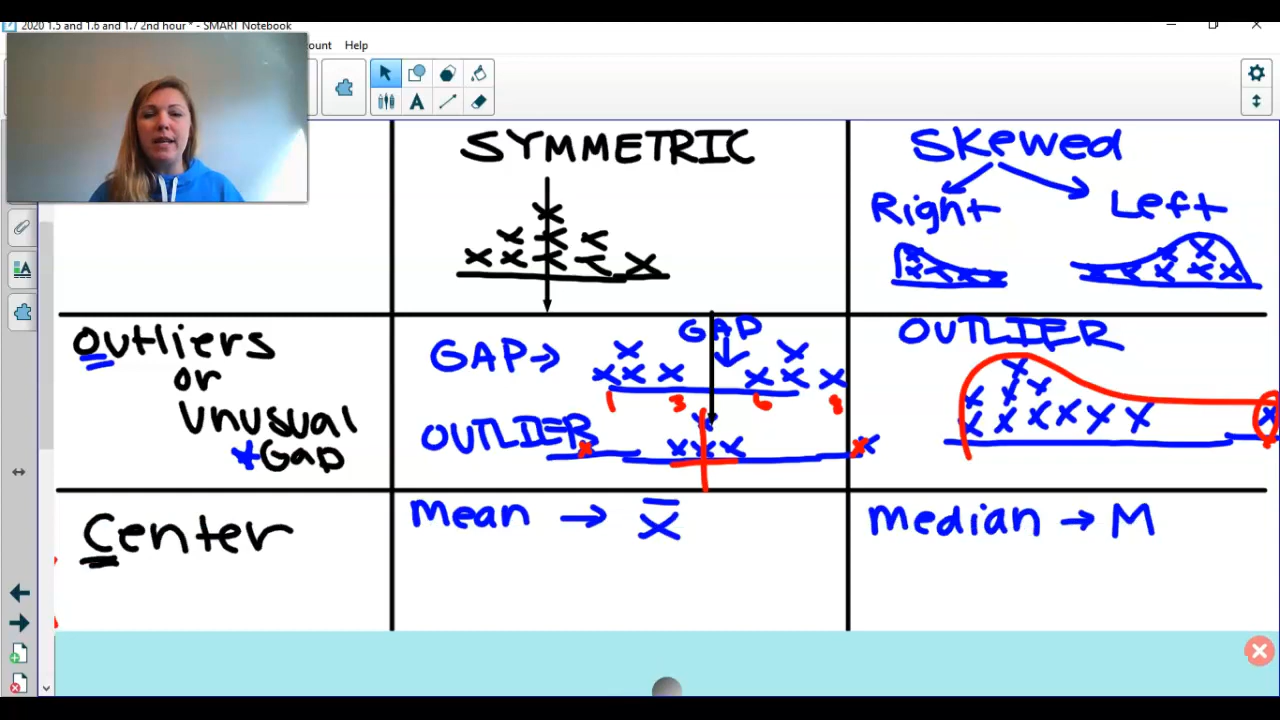 2020 1.5 and 1.6 and 1.7 2nd hour * - SMART Notebook
ount Help
A
A
SYMMETRIC
Skewed
Right Left
Outliers
or
unusual
*Gap
GAP →
GAP
1 3 6 8
OUTLIER
OUTLIER
Center
Mean → x̄
median → M